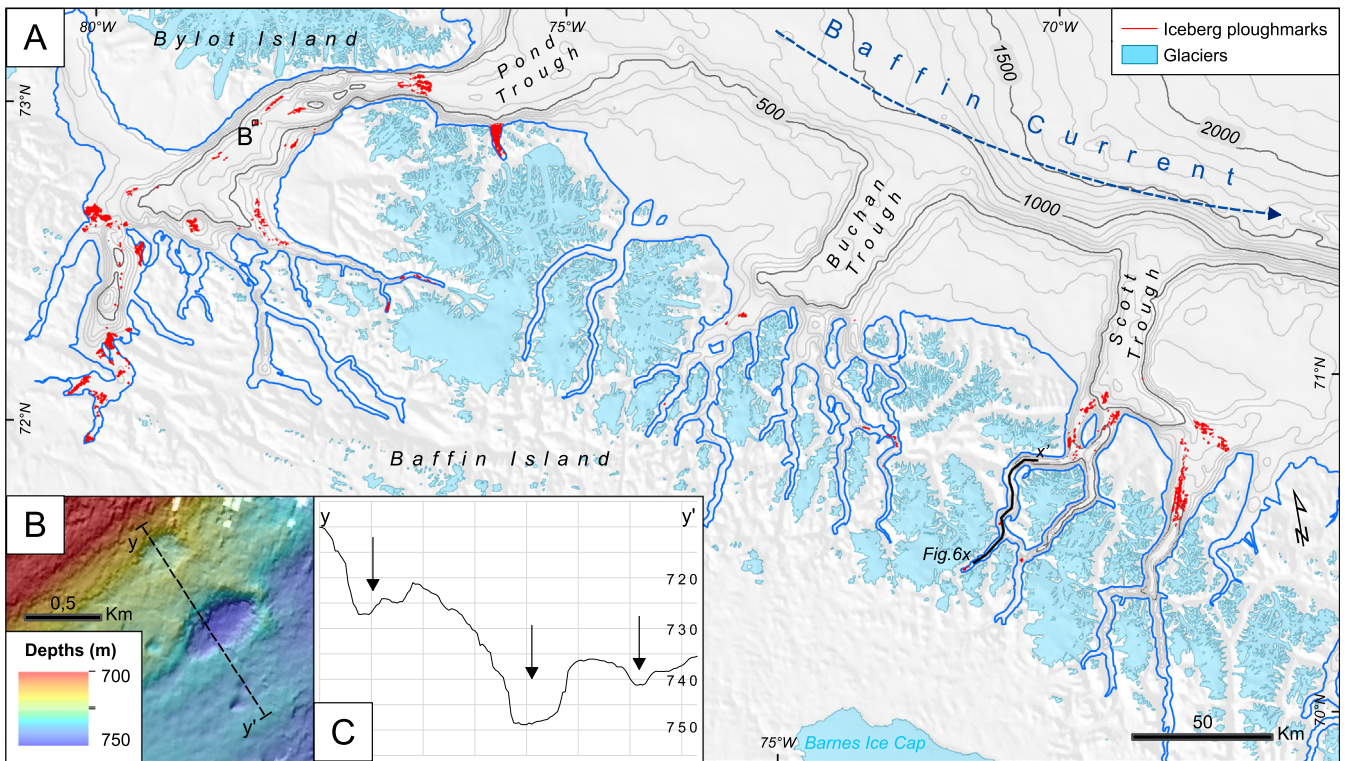 A
80°W
75°W
70°W
Iceberg ploughmarks
Glaciers
Bylot Island
Pond
Trough
Baffin
Current
1500
2000
73°N
B
500
1000
Buchan
Trough
Scott
Trough
71°N
72°N
Baffin Island
x'
Fig.6x
N
70°N
50
Km
75°W
Barnes Ice Cap
B
y
y'
0,5
Km
Depths (m)
700
750
C
y
y'
720
730
740
750